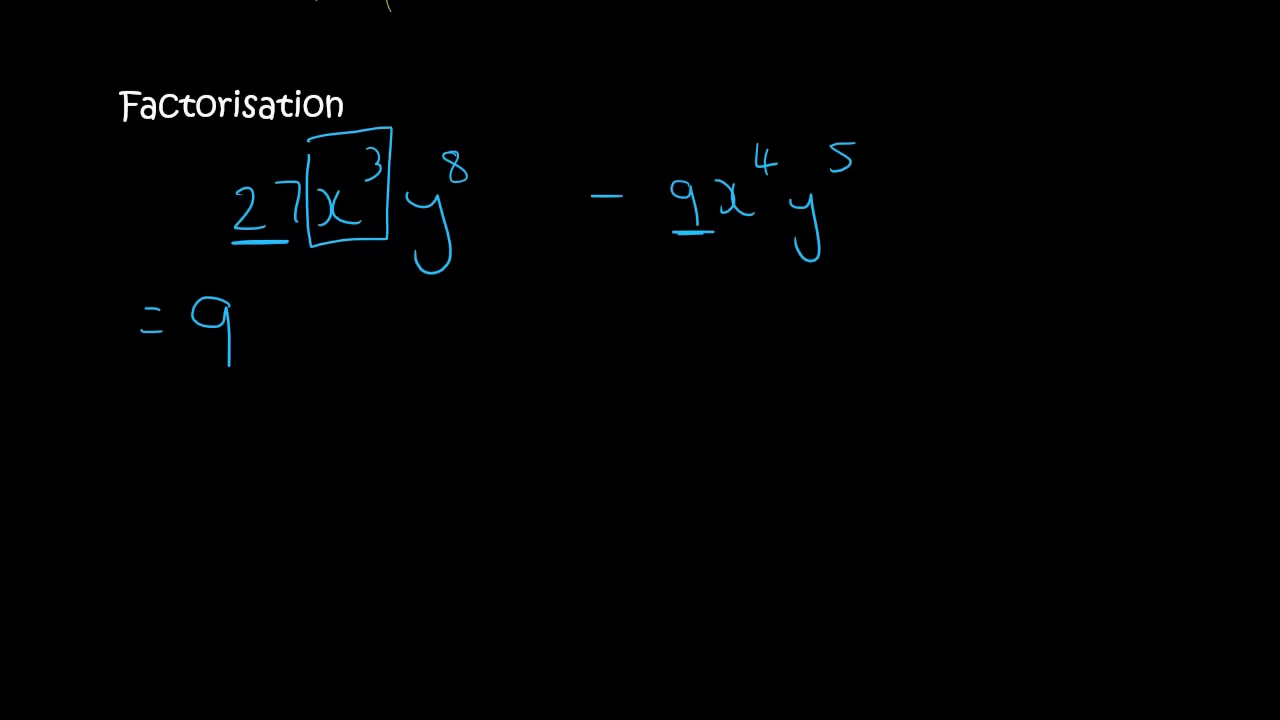 Factorisation
27x³y⁸ − 9x⁴y⁵
= 9